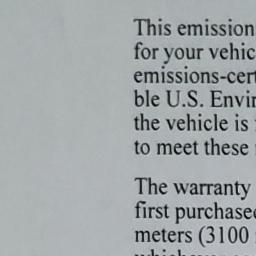 This emission
for your vehic
emissions-cert
ble U.S. Envir
the vehicle is
to meet these
The warranty
first purchased
meters (3100